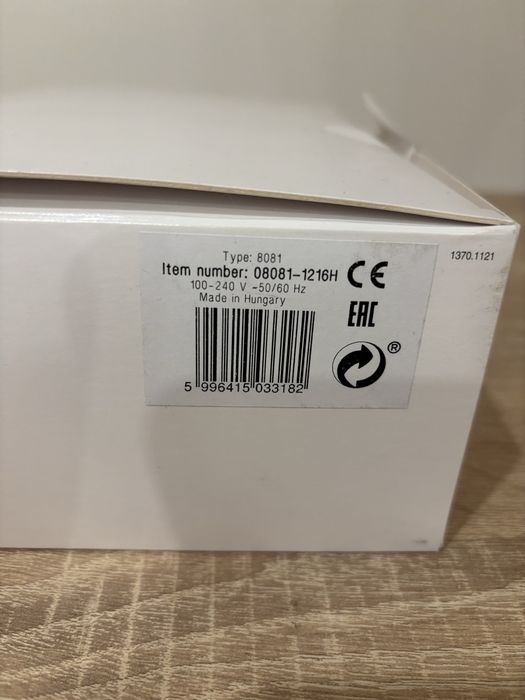 Type: 8081
Item number: 08081-1216H
100-240 V ~50/60 Hz
Made in Hungary
CE
EAC
®
5 996415 033182
1370.1121